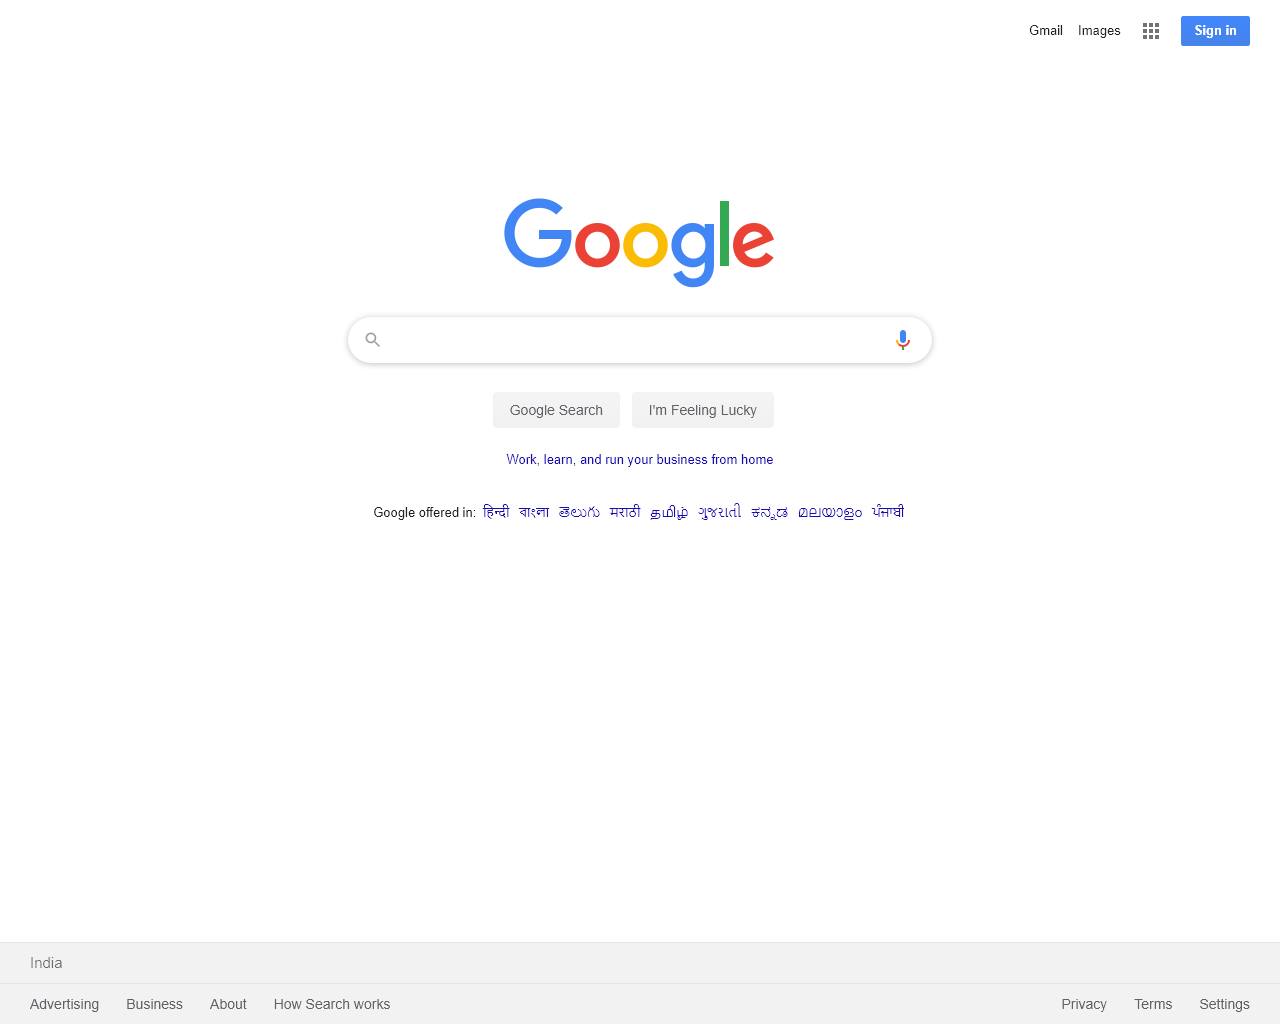 Gmail Images Sign in
Google
Google Search I'm Feeling Lucky
Work, learn, and run your business from home
Google offered in: हिन्दी বাংলা తెలుగు मराठी தமிழ் ગુજરાતી ಕನ್ನಡ മലയാളം ਪੰਜਾਬੀ
India
Advertising Business About How Search works Privacy Terms Settings